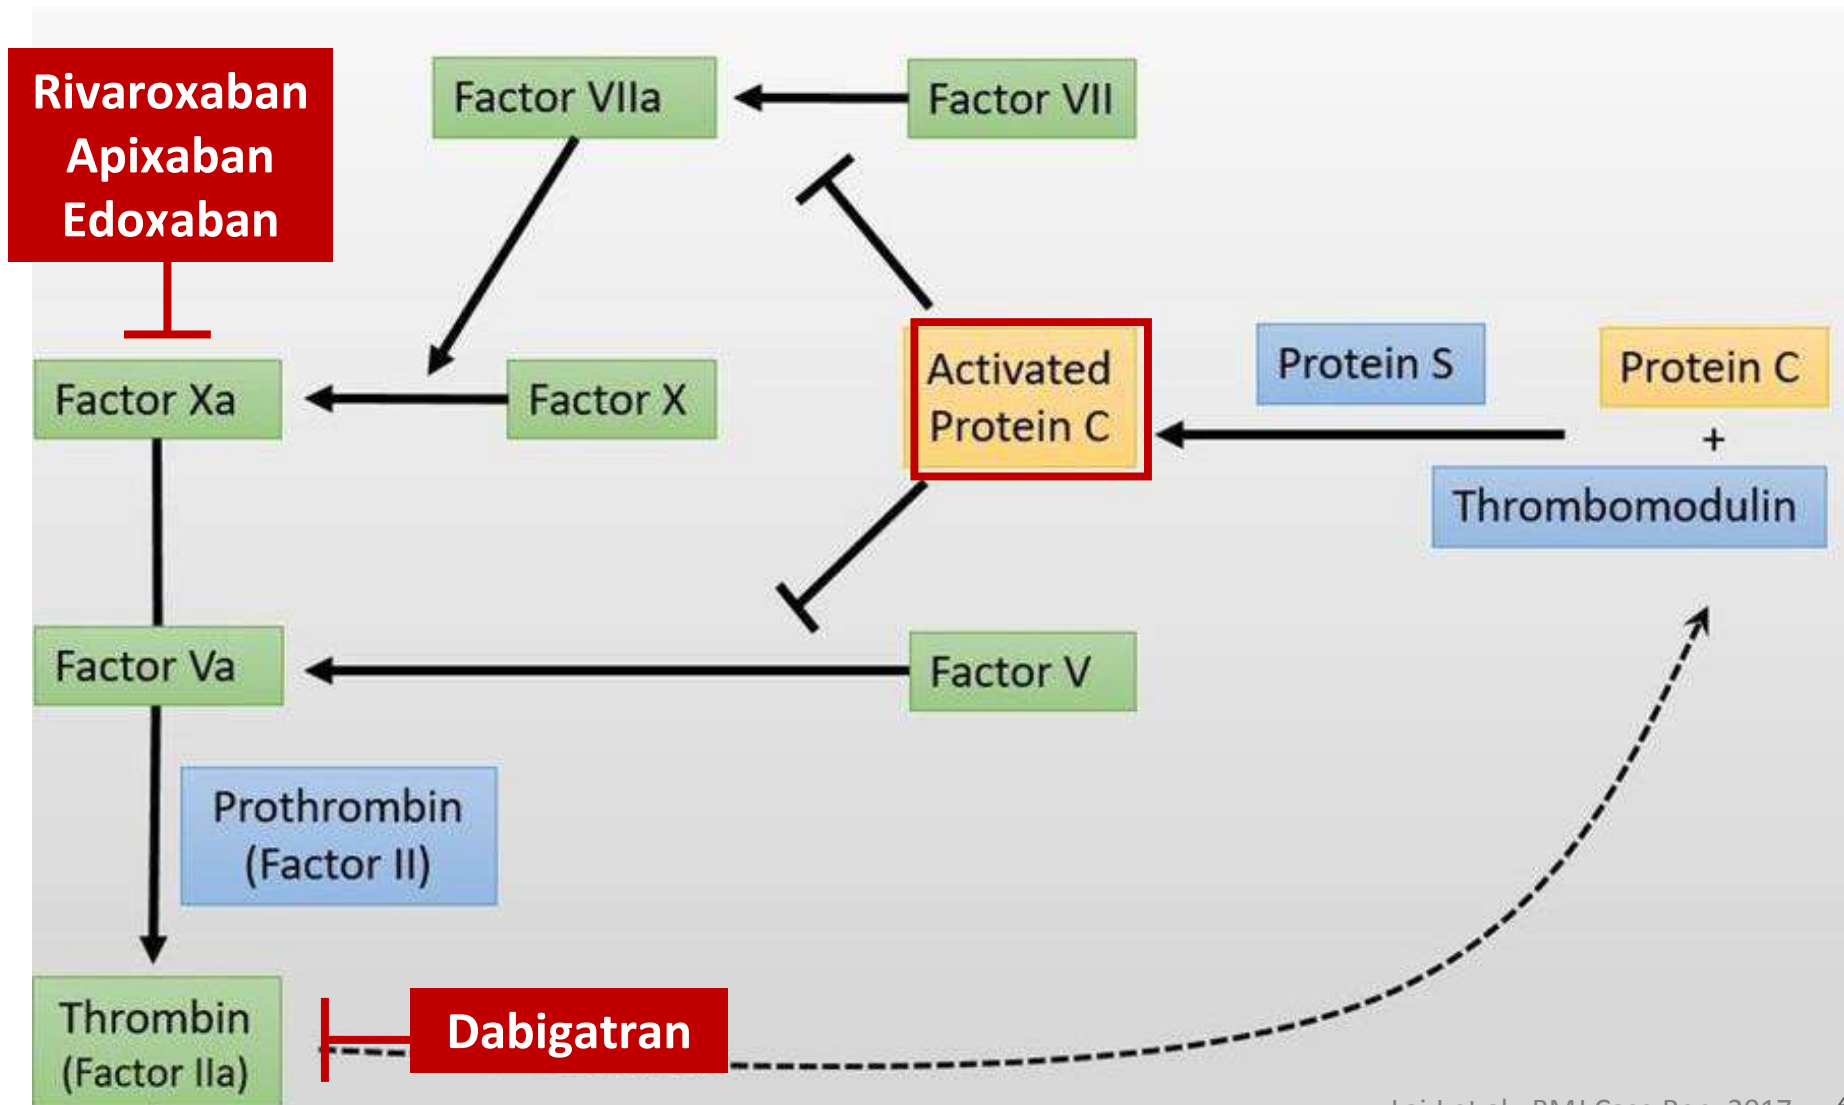 Rivaroxaban
Apixaban
Edoxaban
Factor VIIa
Factor VII
Factor Xa
Factor X
Activated
Protein C
Protein S
Protein C
+
Thrombomodulin
Factor Va
Factor V
Prothrombin
(Factor II)
Thrombin
(Factor IIa)
Dabigatran
2017